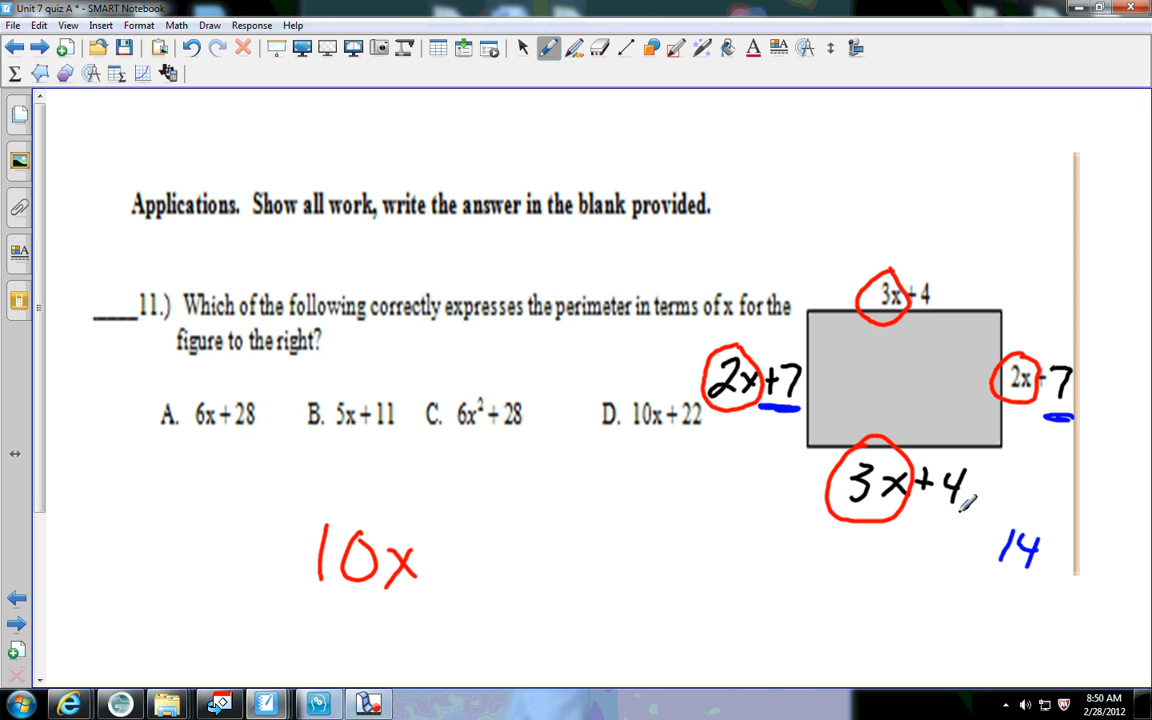 Unit 7 quiz A * - SMART Notebook
File Edit View Insert Format Math Draw Response Help
Applications. Show all work, write the answer in the blank provided.
_____11.) Which of the following correctly expresses the perimeter in terms of x for the
figure to the right?
3x+4
2x+7
2x+7
A. 6x+28 B. 5x+11 C. 6x²+28 D. 10x+22
3x+4
14
10x
8:50 AM
2/28/2012